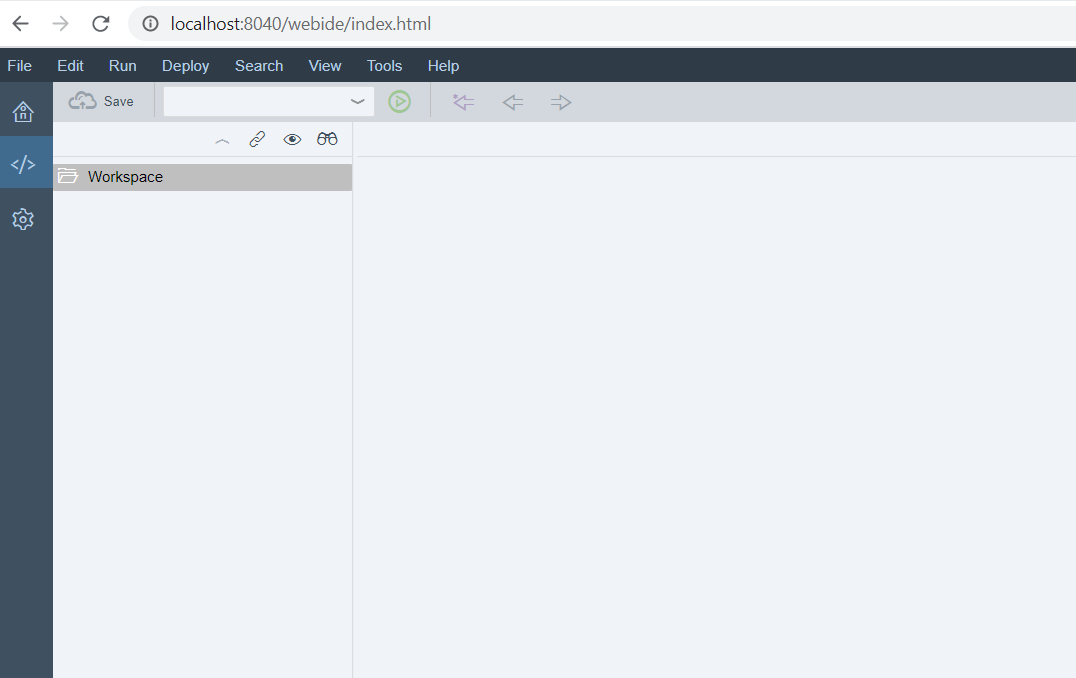 localhost:8040/webide/index.html
File Edit Run Deploy Search View Tools Help
Save
Workspace